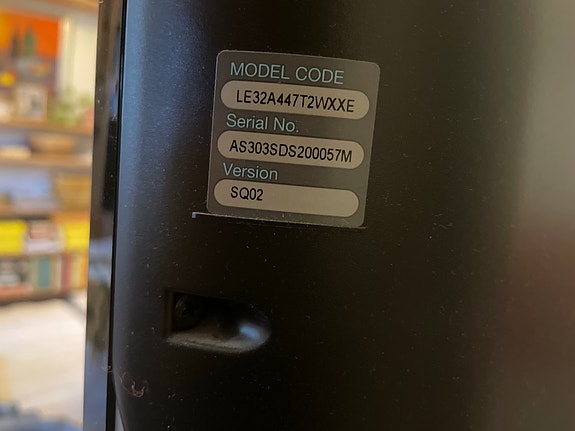 MODEL CODE
LE32A447T2WXXE
Serial No.
AS303SDS200057M
Version
SQ02